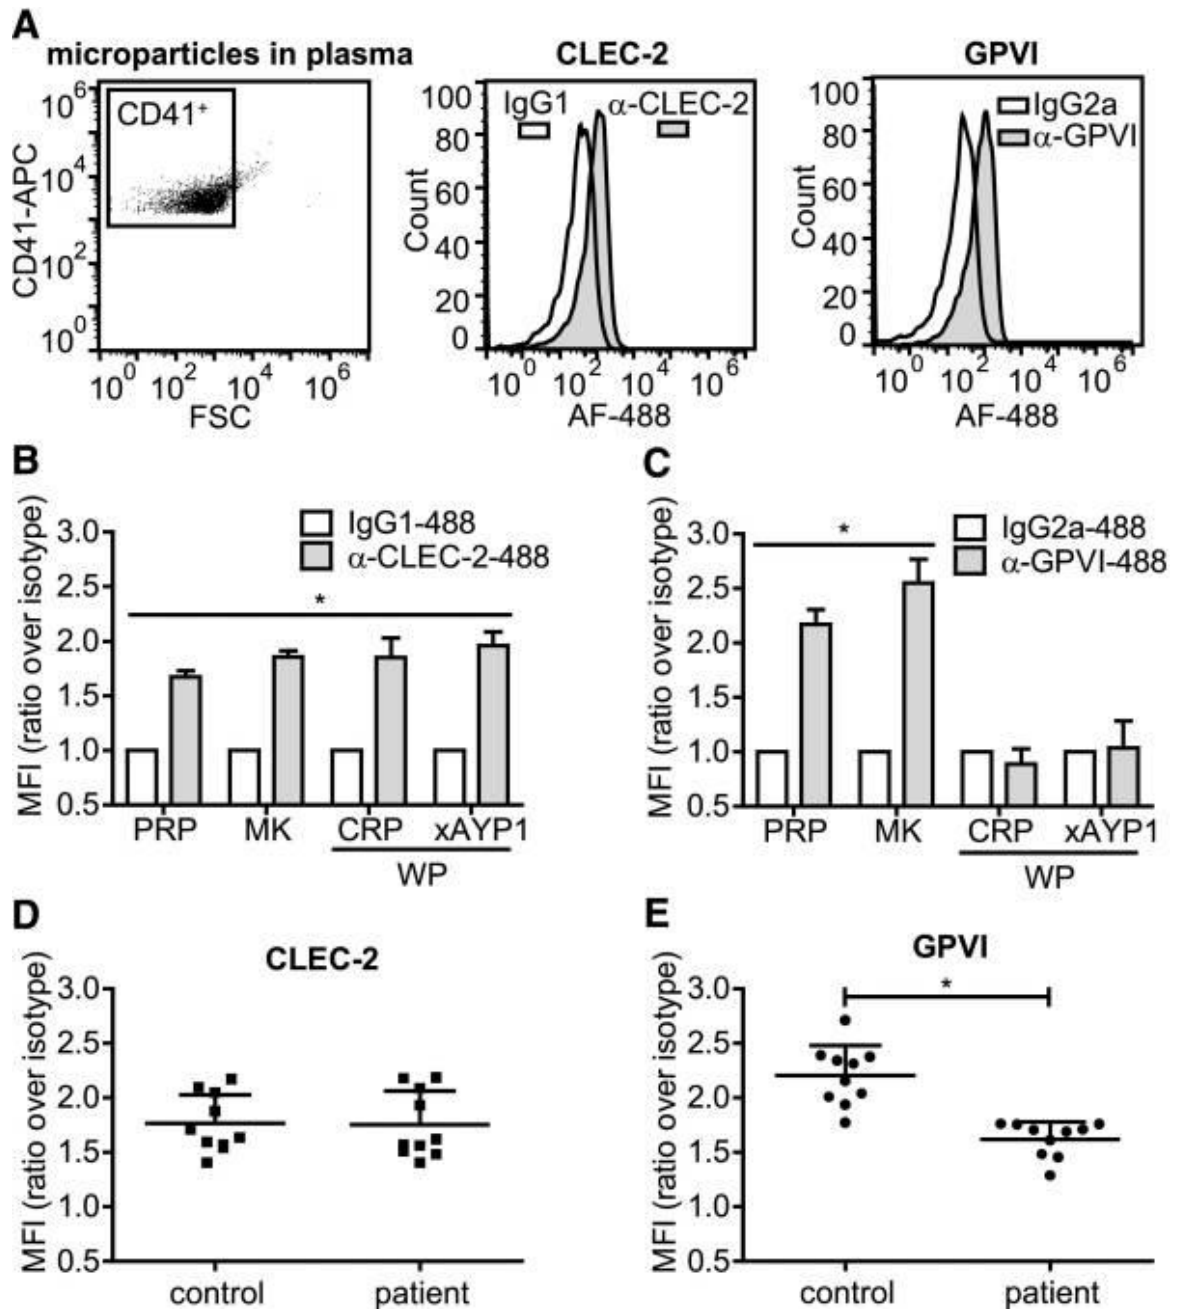 A
microparticles in plasma
CD41+
10^6
10^4
10^2
10^0
CD41-APC
10^0 10^2 10^4 10^6
FSC
CLEC-2
IgG1 α-CLEC-2
100
80
60
40
20
0
Count
10^0 10^2 10^4 10^6
AF-488
GPVI
IgG2a
α-GPVI
100
80
60
40
20
0
Count
10^0 10^2 10^4 10^6
AF-488
B
IgG1-488
α-CLEC-2-488
*
3.0
2.5
2.0
1.5
1.0
0.5
MFI (ratio over isotype)
PRP MK CRP xAYP1
WP
C
IgG2a-488
α-GPVI-488
*
3.0
2.5
2.0
1.5
1.0
0.5
MFI (ratio over isotype)
PRP MK CRP xAYP1
WP
D
CLEC-2
3.0
2.5
2.0
1.5
1.0
0.5
MFI (ratio over isotype)
control patient
E
GPVI
*
3.0
2.5
2.0
1.5
1.0
0.5
MFI (ratio over isotype)
control patient